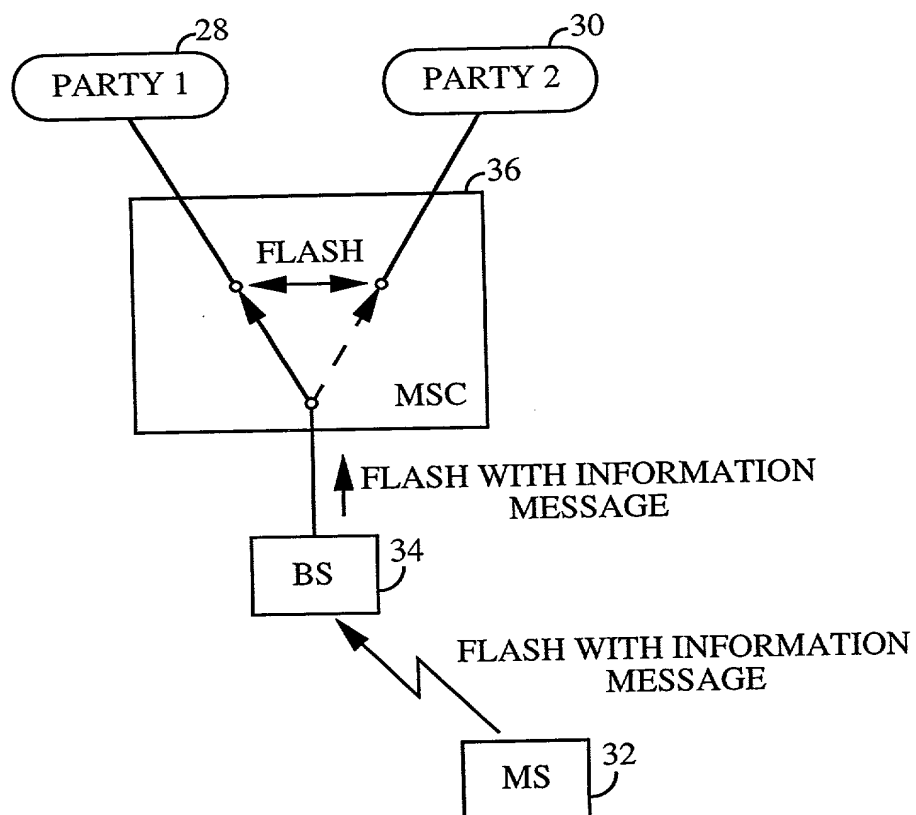 28
30
PARTY 1
PARTY 2
36
FLASH
MSC
FLASH WITH INFORMATION
MESSAGE
BS
34
FLASH WITH INFORMATION
MESSAGE
MS
32